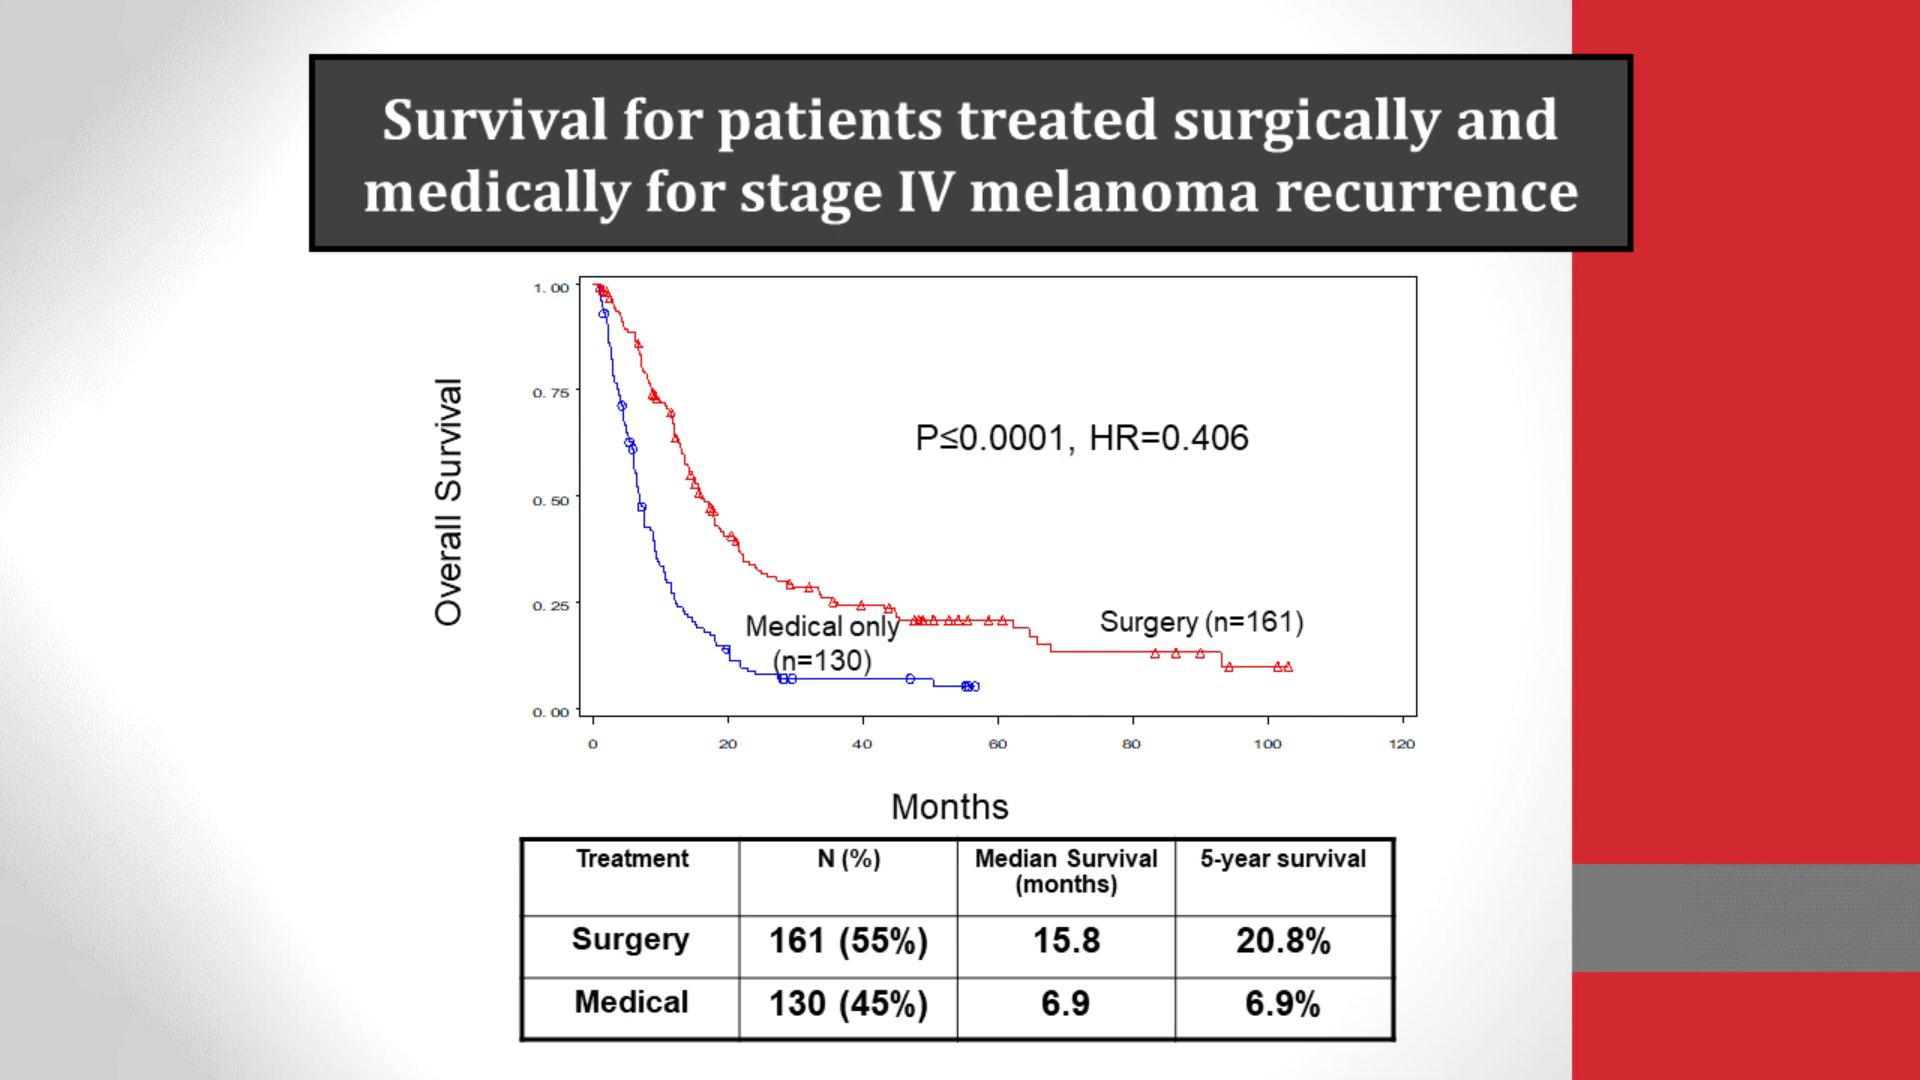 Survival for patients treated surgically and
medically for stage IV melanoma recurrence
Overall Survival
1.00
0.75
0.50
0.25
0.00
P≤0.0001, HR=0.406
Medical only
(n=130)
Surgery (n=161)
0 20 40 60 80 100 120
Months
Treatment N (%) Median Survival (months) 5-year survival
Surgery 161 (55%) 15.8 20.8%
Medical 130 (45%) 6.9 6.9%